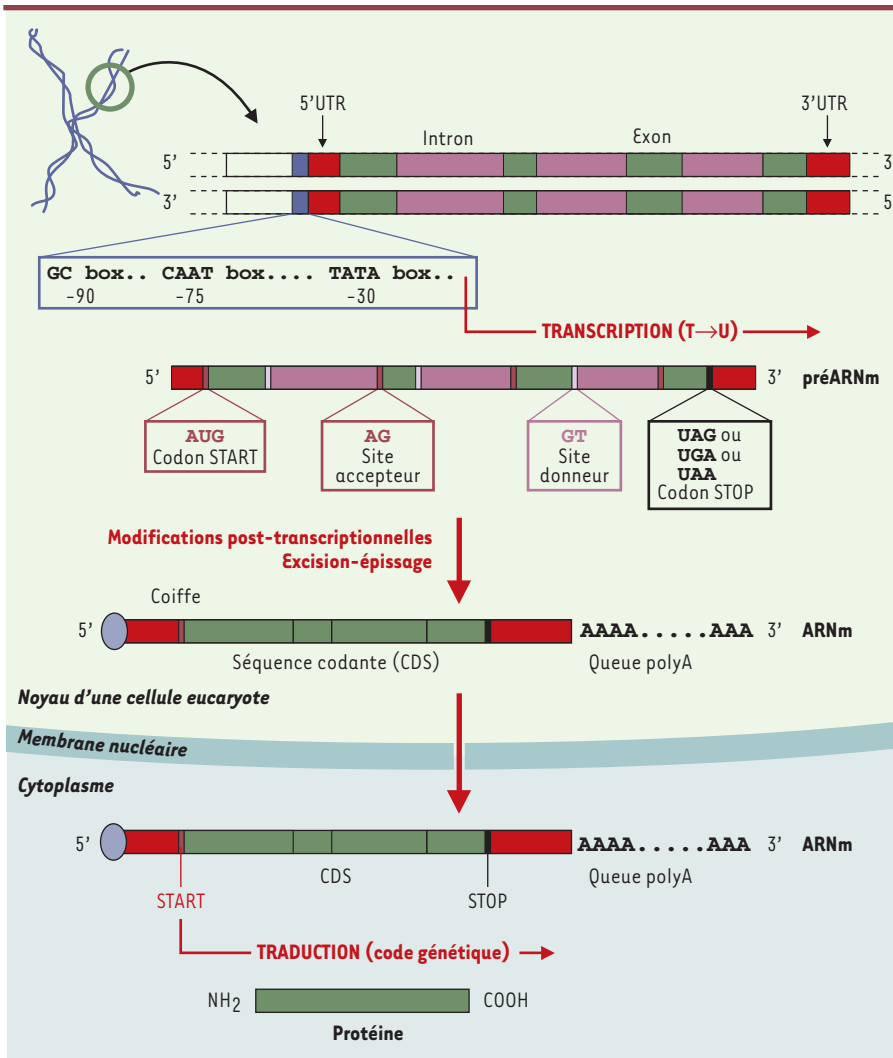 5'UTR
3'UTR
Intron
Exon
5'
3
3'
5
GC box.. CAAT box.... TATA box..
-90 -75 -30
TRANSCRIPTION (T→U)
5'
3'
préARNm
AUG
Codon START
AG
Site
accepteur
GT
Site
donneur
UAG ou
UGA ou
UAA
Codon STOP
Modifications post-transcriptionnelles
Excision-épissage
Coiffe
5'
AAAA.....AAA
3'
ARNm
Séquence codante (CDS)
Queue polyA
Noyau d'une cellule eucaryote
Membrane nucléaire
Cytoplasme
5'
AAAA.....AAA
3'
ARNm
CDS
Queue polyA
START
STOP
TRADUCTION (code génétique)
NH2
COOH
Protéine